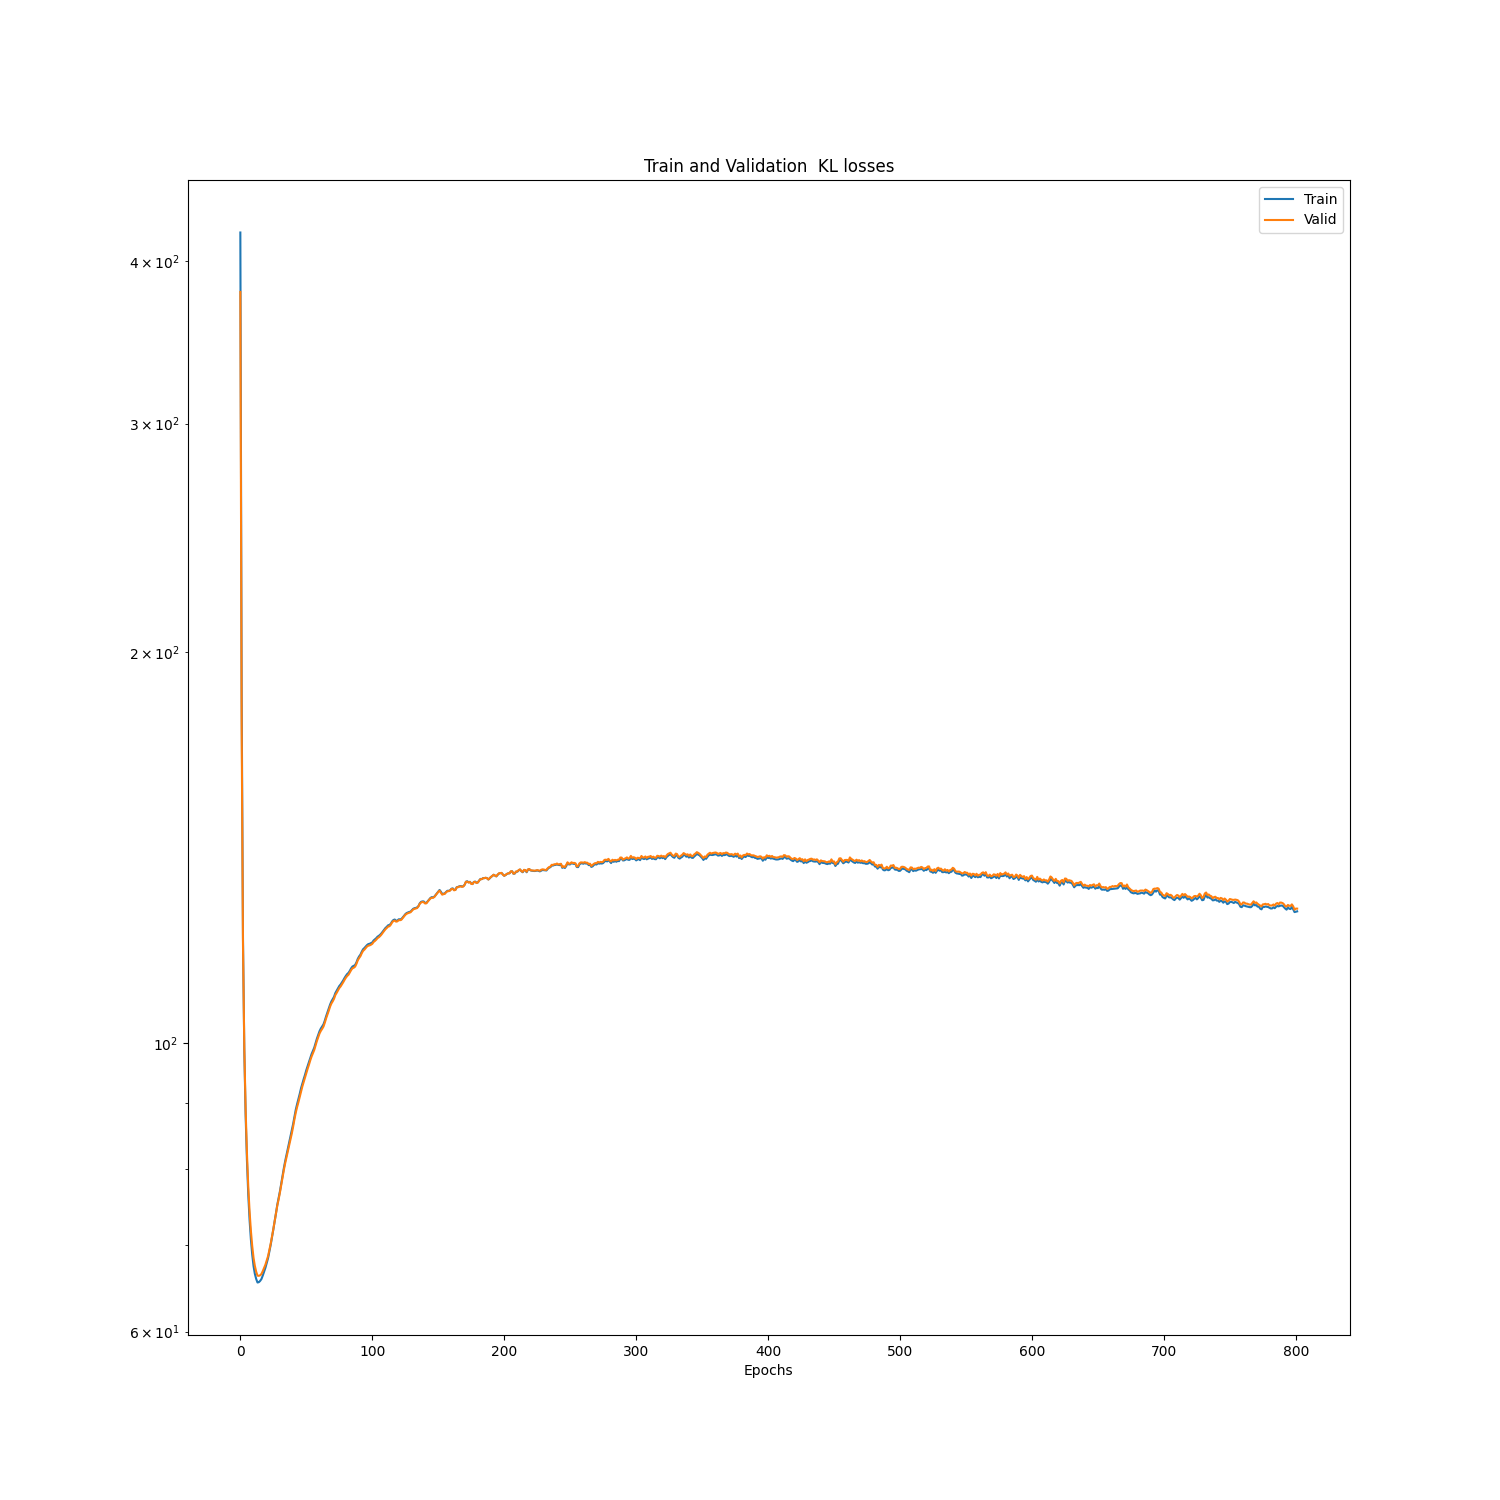 Train and Validation  KL losses
Train
Valid
4 × 10²
3 × 10²
2 × 10²
10²
6 × 10¹
0 100 200 300 400 500 600 700 800
Epochs